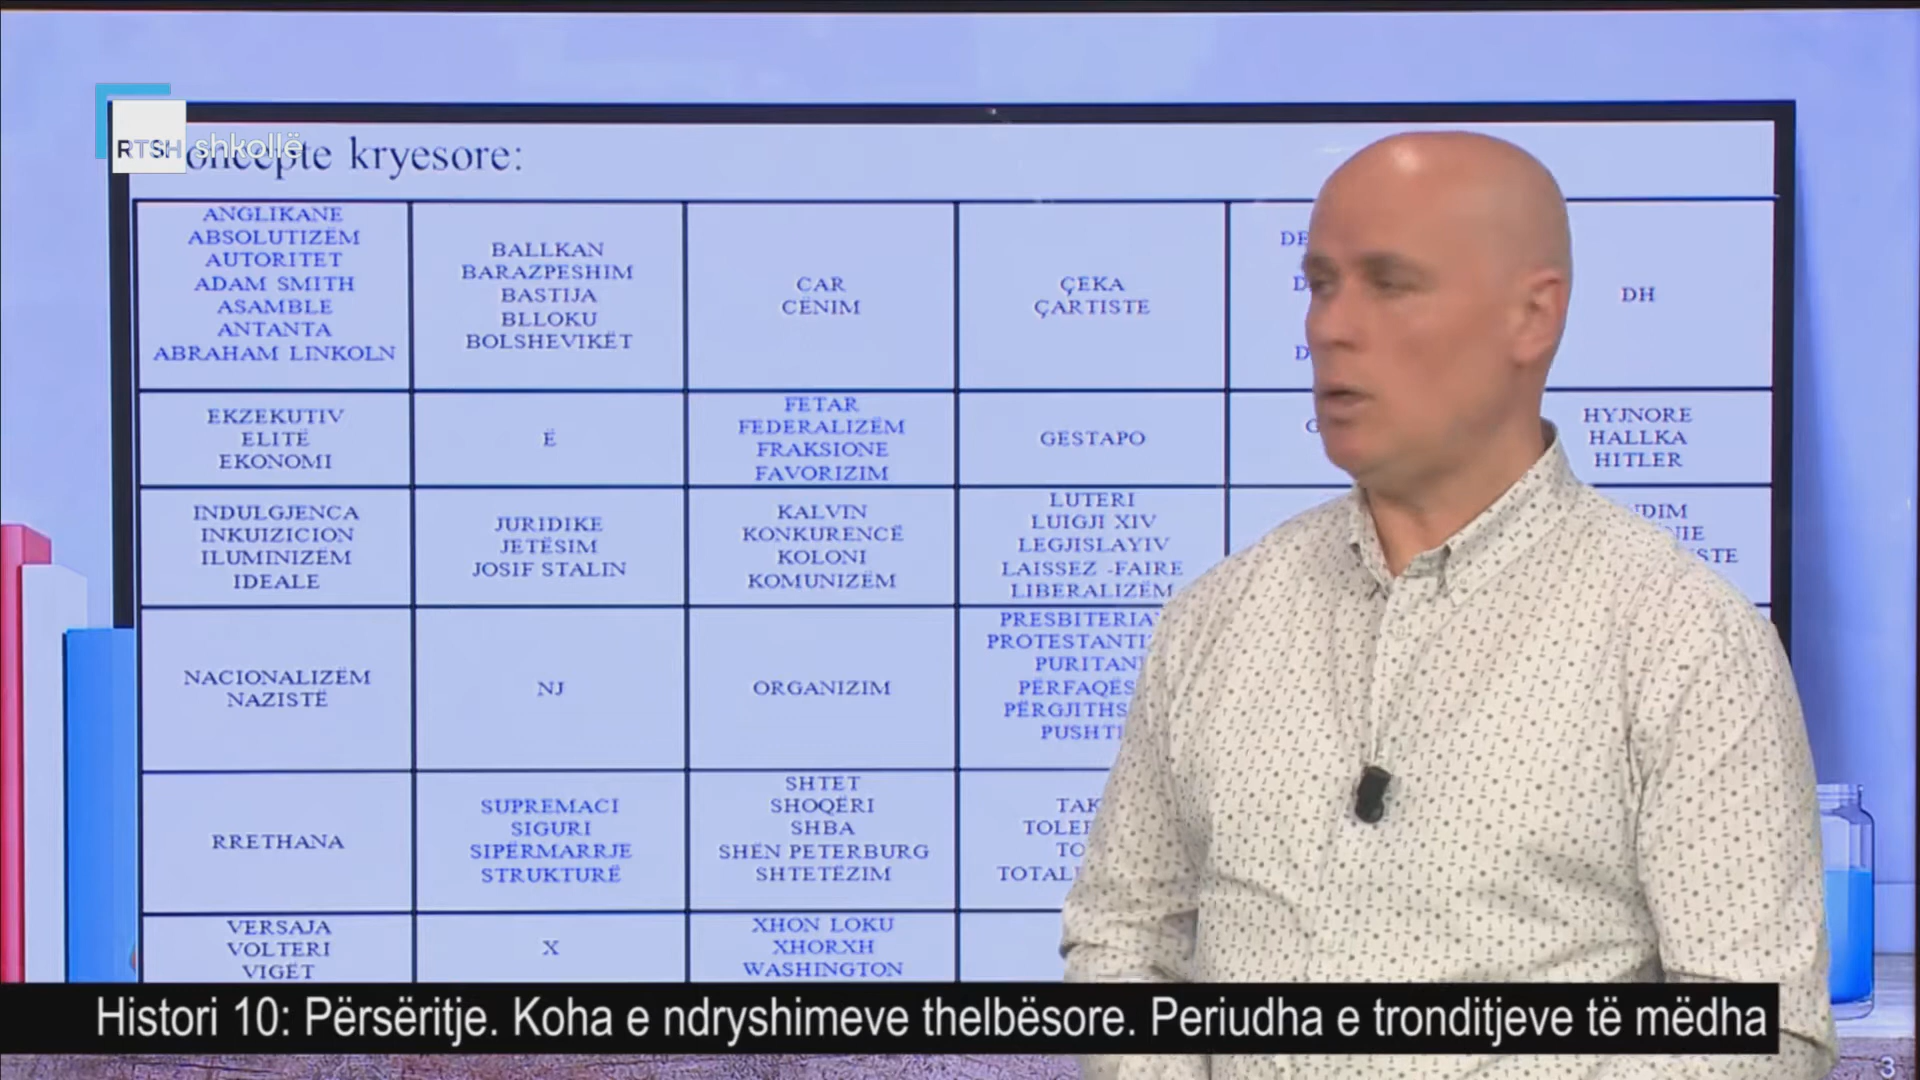 RTSH shkollë
oncepte kryesore:
ANGLIKANE
ABSOLUTIZËM
AUTORITET
ADAM SMITH
ASAMBLE
ANTANTA
ABRAHAM LINKOLN
BALLKAN
BARAZPESHIM
BASTIJA
BLLOKU
BOLSHEVIKËT
CAR
CËNIM
ÇEKA
ÇARTISTE
DH
EKZEKUTIV
ELITË
EKONOMI
Ë
FETAR
FEDERALIZËM
FRAKSIONE
FAVORIZIM
GESTAPO
HYJNORE
HALLKA
HITLER
INDULGJENCA
INKUIZICION
ILUMINIZËM
IDEALE
JURIDIKE
JETËSIM
JOSIF STALIN
KALVIN
KONKURENCË
KOLONI
KOMUNIZËM
LUTERI
LUIGJI XIV
LEGJISLAYIV
LAISSEZ -FAIRE
LIBERALIZËM
NACIONALIZËM
NAZISTË
NJ
ORGANIZIM
RRETHANA
SUPREMACI
SIGURI
SIPËRMARRJE
STRUKTURË
SHTET
SHOQËRI
SHBA
SHËN PETERBURG
SHTETËZIM
VERSAJA
VOLTERI
VIGËT
X
XHON LOKU
XHORXH
WASHINGTON
Histori 10: Përsëritje. Koha e ndryshimeve thelbësore. Periudha e tronditjeve të mëdha
3